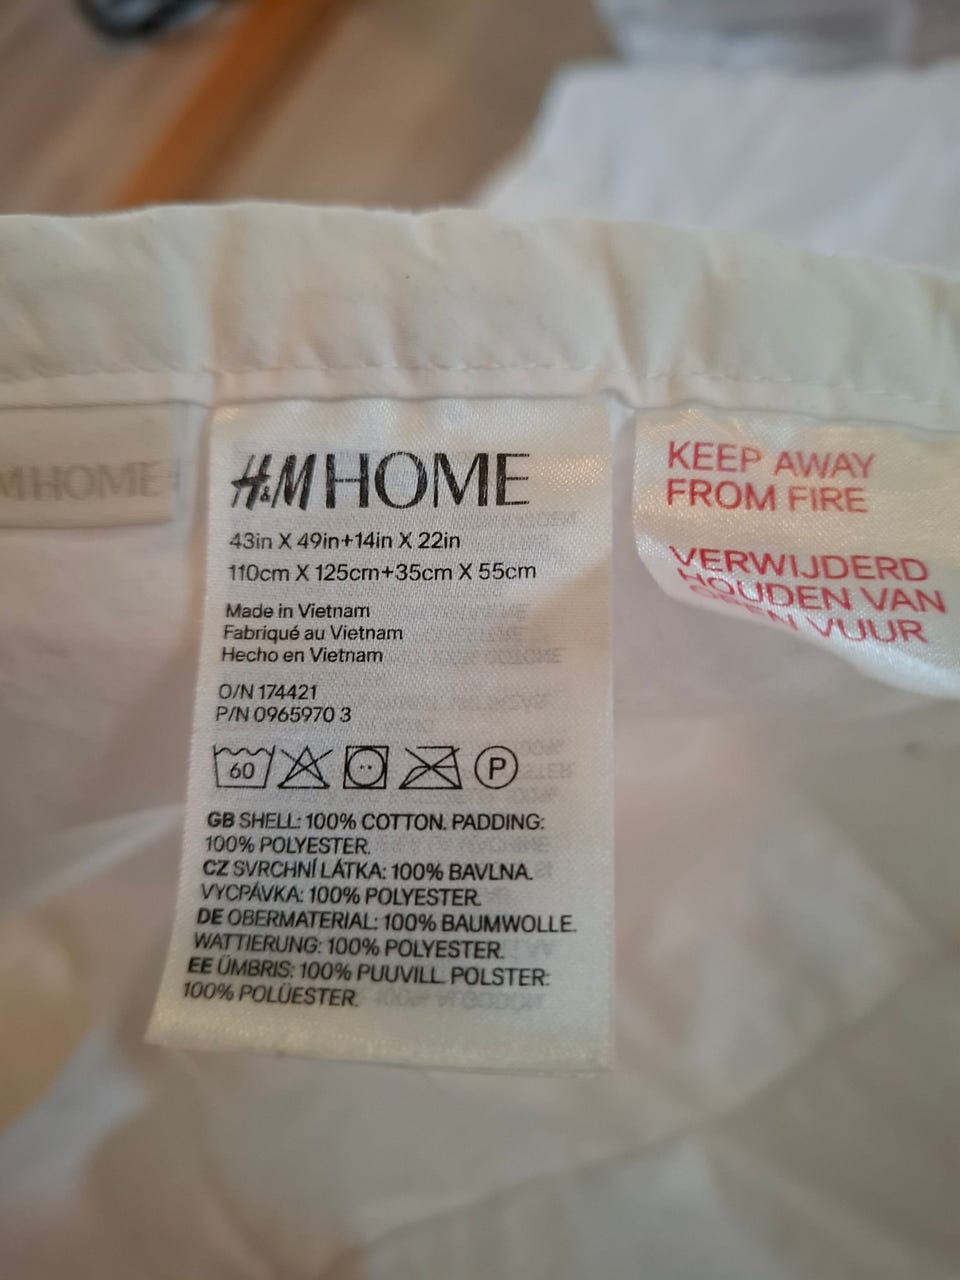 H&M HOME
43in X 49in+14in X 22in
110cm X 125cm+35cm X 55cm
Made in Vietnam
Fabriqué au Vietnam
Hecho en Vietnam
O/N 174421
P/N 0965970 3
60
P
GB SHELL: 100% COTTON. PADDING:
100% POLYESTER.
CZ SVRCHNÍ LÁTKA: 100% BAVLNA.
VYCPÁVKA: 100% POLYESTER.
DE OBERMATERIAL: 100% BAUMWOLLE.
WATTIERUNG: 100% POLYESTER.
EE ÜMBRIS: 100% PUUVILL. POLSTER:
100% POLÜESTER.
MHOME
KEEP AWAY
FROM FIRE
VERWIJDERD
HOUDEN VAN
OPEN VUUR